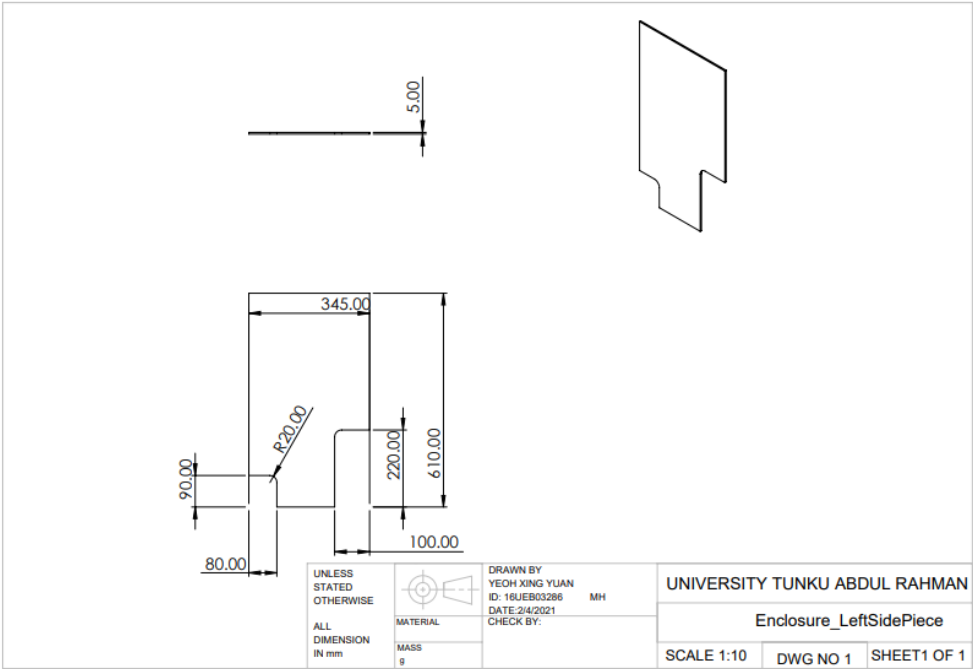 5.00
345.00
R20.00
90.00
220.00
610.00
100.00
80.00
UNLESS
STATED
OTHERWISE
ALL
DIMENSION
IN mm
MATERIAL
MASS
g
DRAWN BY
YEOH XING YUAN
ID: 16UEB03286 MH
DATE:2/4/2021
CHECK BY:
UNIVERSITY TUNKU ABDUL RAHMAN
Enclosure_LeftSidePiece
SCALE 1:10
DWG NO 1
SHEET1 OF 1